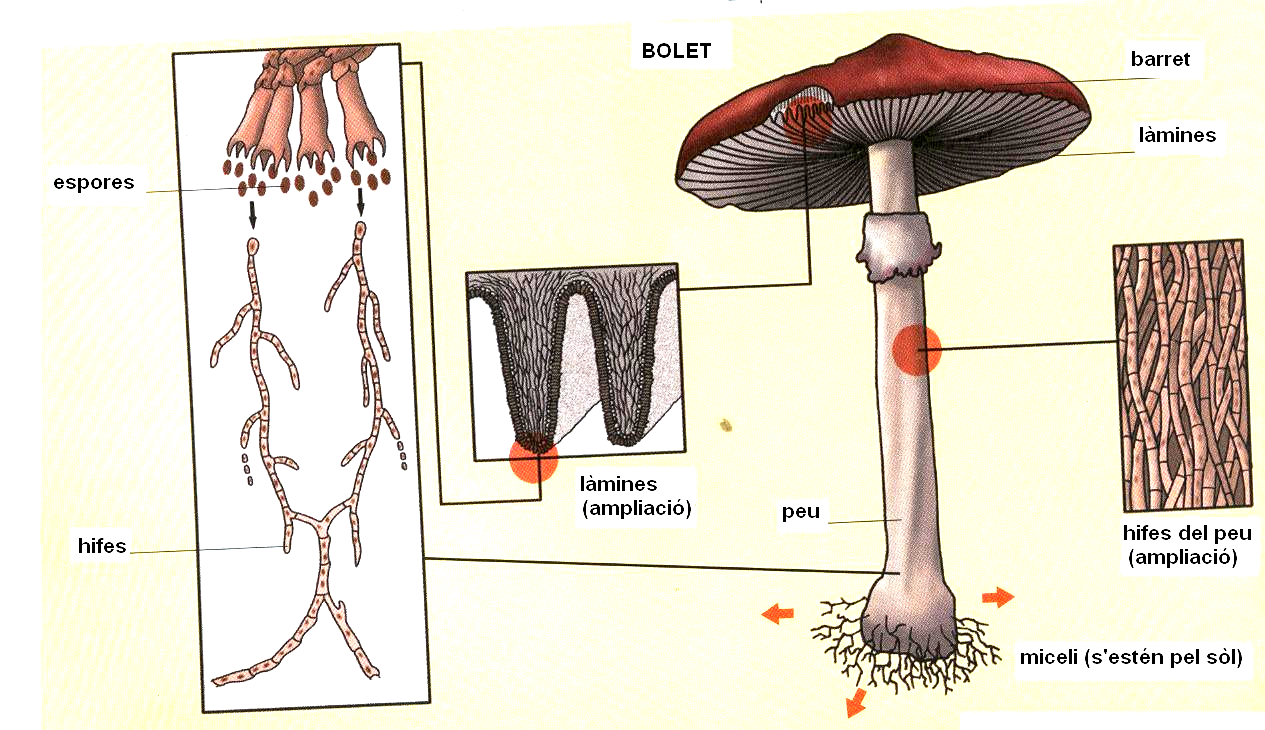 BOLET
barret
làmines
espores
làmines
(ampliació)
peu
hifes del peu
(ampliació)
hifes
miceli (s'estén pel sòl)